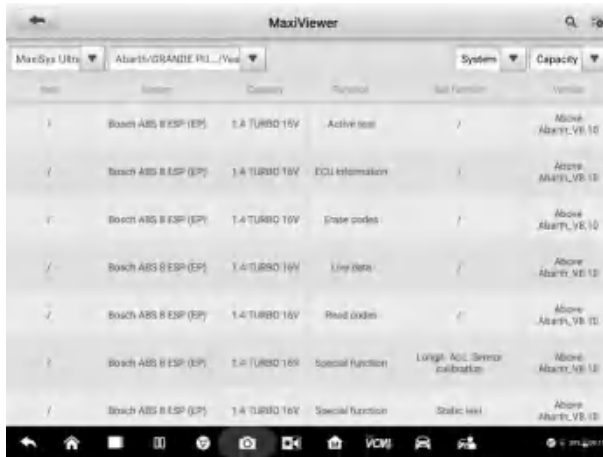 MaxiViewer
MaxiSys Ultra
Abarth/GRANDE PU.../Yea
System
Capacity
System Capacity Function Sub function Version
/ Bosch ABS 8 ESP (EP) 1.4 TURBO 16V Active test / Above Abarth_V8.10
/ Bosch ABS 8 ESP (EP) 1.4 TURBO 16V ECU information / Above Abarth_V8.10
/ Bosch ABS 8 ESP (EP) 1.4 TURBO 16V Erase codes / Above Abarth_V8.10
/ Bosch ABS 8 ESP (EP) 1.4 TURBO 16V Live data / Above Abarth_V8.10
/ Bosch ABS 8 ESP (EP) 1.4 TURBO 16V Read codes / Above Abarth_V8.10
/ Bosch ABS 8 ESP (EP) 1.4 TURBO 16V Special function Longit. Acc. Sensor calibration Above Abarth_V8.10
/ Bosch ABS 8 ESP (EP) 1.4 TURBO 16V Special function Static test Above Abarth_V8.10
VCMI